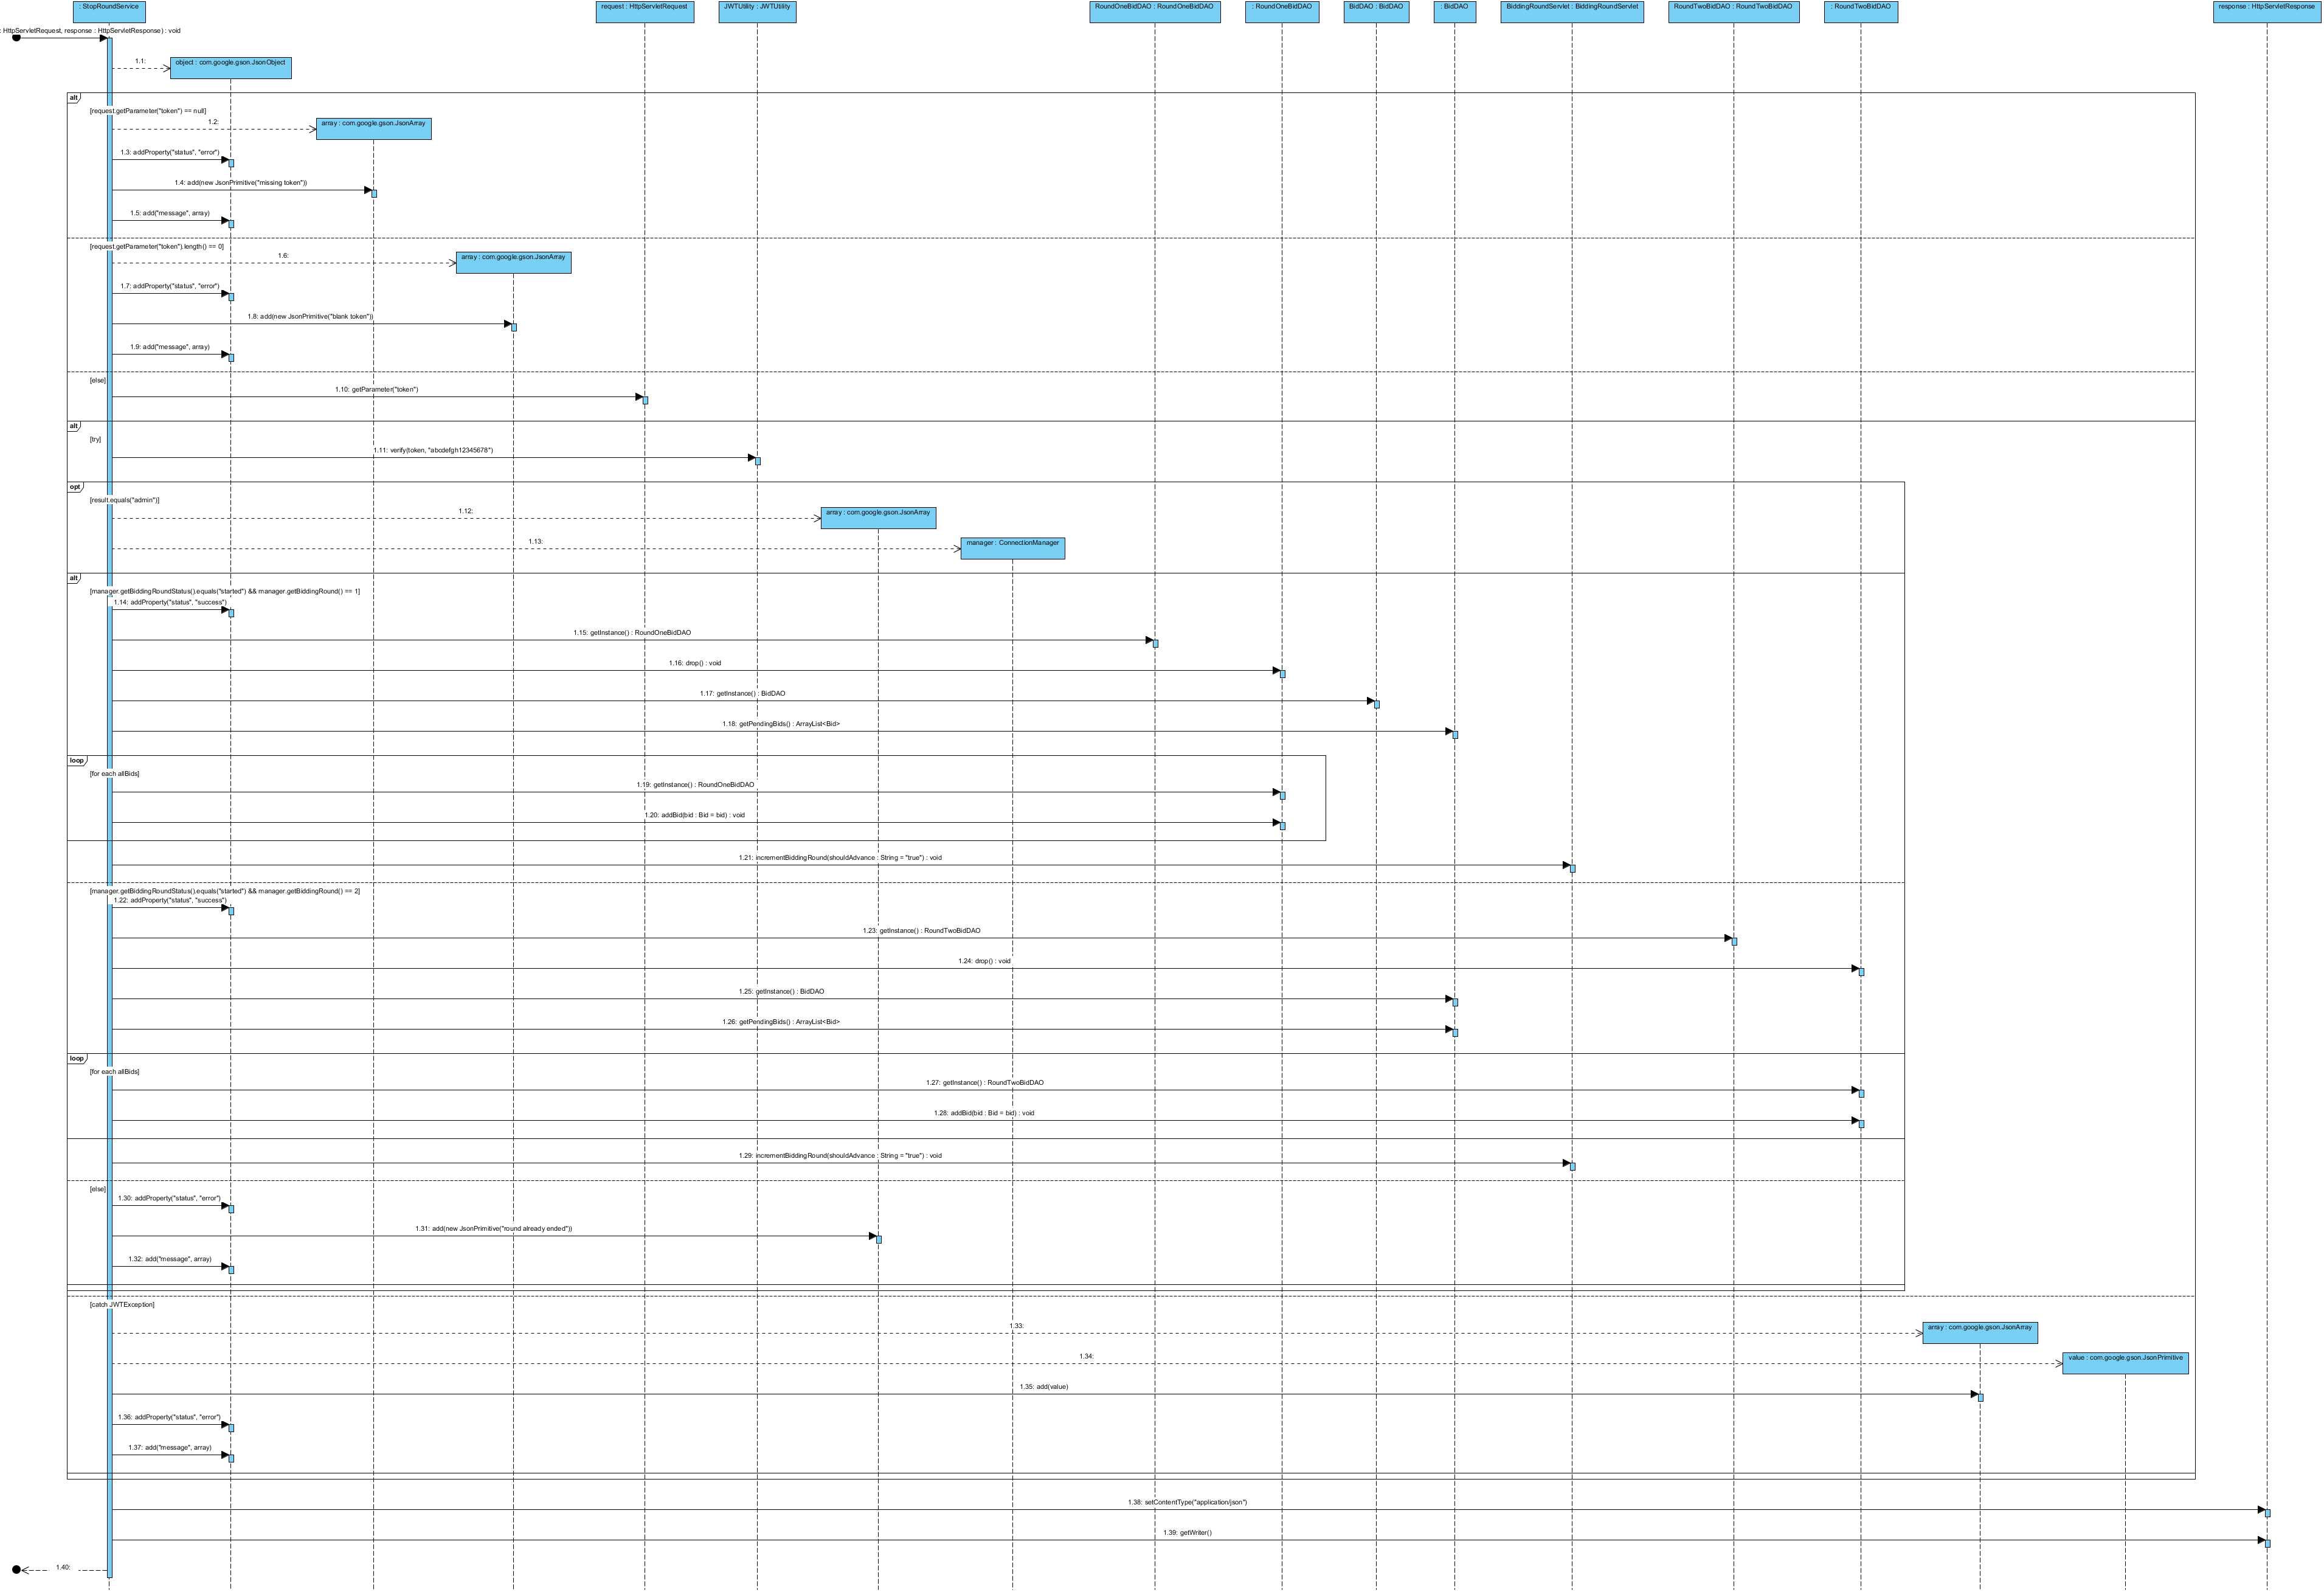 : StopRoundService
request : HttpServletRequest
JWTUtility : JWTUtility
RoundOneBidDAO : RoundOneBidDAO
: RoundOneBidDAO
BidDAO : BidDAO
: BidDAO
BiddingRoundServlet : BiddingRoundServlet
RoundTwoBidDAO : RoundTwoBidDAO
: RoundTwoBidDAO
response : HttpServletResponse
: HttpServletRequest, response : HttpServletResponse) : void
1.1:
object : com.google.gson.JsonObject
alt
[request.getParameter("token") == null]
1.2:
array : com.google.gson.JsonArray
1.3: addProperty("status", "error")
1.4: add(new JsonPrimitive("missing token"))
1.5: add("message", array)
[request.getParameter("token").length() == 0]
1.6:
array : com.google.gson.JsonArray
1.7: addProperty("status", "error")
1.8: add(new JsonPrimitive("blank token"))
1.9: add("message", array)
[else]
1.10: getParameter("token")
alt
[try]
1.11: verify(token, "abcdefgh12345678")
opt
[result.equals("admin")]
1.12:
array : com.google.gson.JsonArray
1.13:
manager : ConnectionManager
alt
[manager.getBiddingRoundStatus().equals("started") && manager.getBiddingRound() == 1]
1.14: addProperty("status", "success")
1.15: getInstance() : RoundOneBidDAO
1.16: drop() : void
1.17: getInstance() : BidDAO
1.18: getPendingBids() : ArrayList<Bid>
loop
[for each allBids]
1.19: getInstance() : RoundOneBidDAO
1.20: addBid(bid : Bid = bid) : void
1.21: incrementBiddingRound(shouldAdvance : String = "true") : void
[manager.getBiddingRoundStatus().equals("started") && manager.getBiddingRound() == 2]
1.22: addProperty("status", "success")
1.23: getInstance() : RoundTwoBidDAO
1.24: drop() : void
1.25: getInstance() : BidDAO
1.26: getPendingBids() : ArrayList<Bid>
loop
[for each allBids]
1.27: getInstance() : RoundTwoBidDAO
1.28: addBid(bid : Bid = bid) : void
1.29: incrementBiddingRound(shouldAdvance : String = "true") : void
[else]
1.30: addProperty("status", "error")
1.31: add(new JsonPrimitive("round already ended"))
1.32: add("message", array)
[catch JWTException]
1.33:
array : com.google.gson.JsonArray
1.34:
value : com.google.gson.JsonPrimitive
1.35: add(value)
1.36: addProperty("status", "error")
1.37: add("message", array)
1.38: setContentType("application/json")
1.39: getWriter()
1.40: